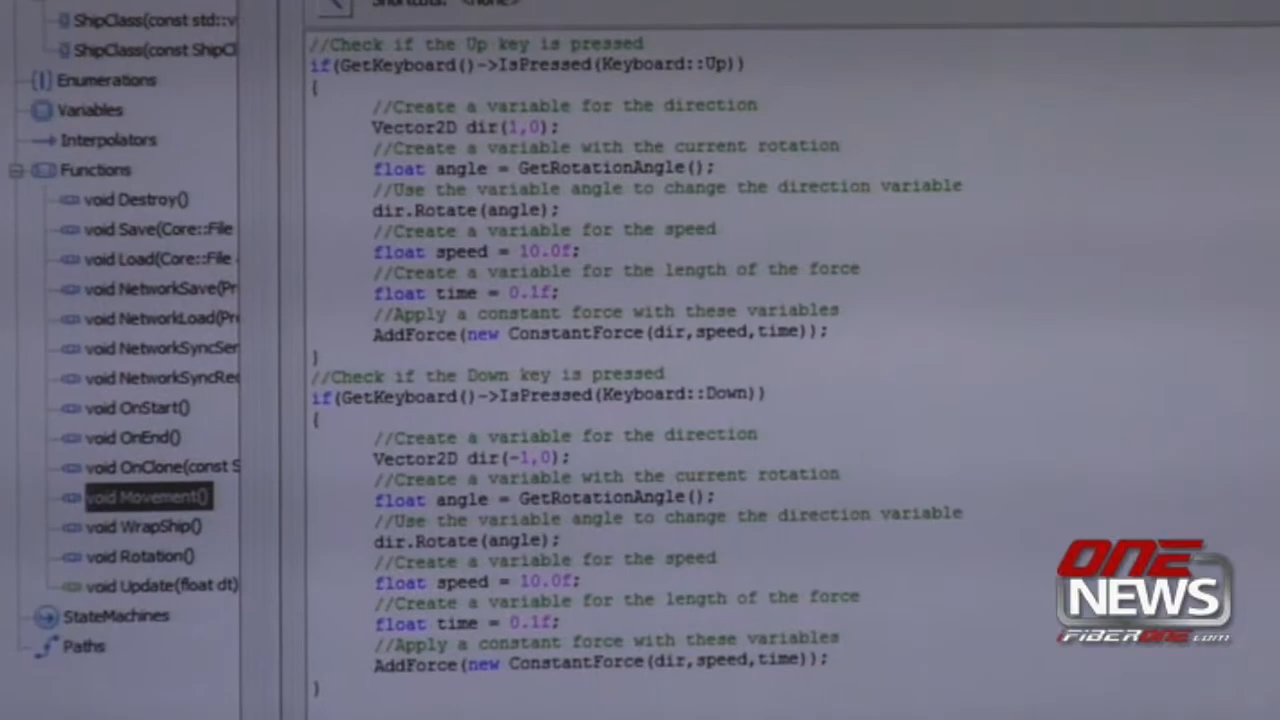 ShipClass(const std::v
ShipClass(const ShipCl
Enumerations
Variables
Interpolators
Functions
void Destroy()
void Save(Core::File
void Load(Core::File
void NetworkSave(Pr
void NetworkLoad(Pr
void NetworkSyncSer
void NetworkSyncRec
void OnStart()
void OnEnd()
void OnClone(const S
void Movement()
void WrapShip()
void Rotation()
void Update(float dt)
StateMachines
Paths
//Check if the Up key is pressed
if(GetKeyboard()->IsPressed(Keyboard::Up))
{
//Create a variable for the direction
Vector2D dir(1,0);
//Create a variable with the current rotation
float angle = GetRotationAngle();
//Use the variable angle to change the direction variable
dir.Rotate(angle);
//Create a variable for the speed
float speed = 10.0f;
//Create a variable for the length of the force
float time = 0.1f;
//Apply a constant force with these variables
AddForce(new ConstantForce(dir,speed,time));
}
//Check if the Down key is pressed
if(GetKeyboard()->IsPressed(Keyboard::Down))
{
//Create a variable for the direction
Vector2D dir(-1,0);
//Create a variable with the current rotation
float angle = GetRotationAngle();
//Use the variable angle to change the direction variable
dir.Rotate(angle);
//Create a variable for the speed
float speed = 10.0f;
//Create a variable for the length of the force
float time = 0.1f;
//Apply a constant force with these variables
AddForce(new ConstantForce(dir,speed,time));
}
ONE
NEWS
iFIBERONE.com